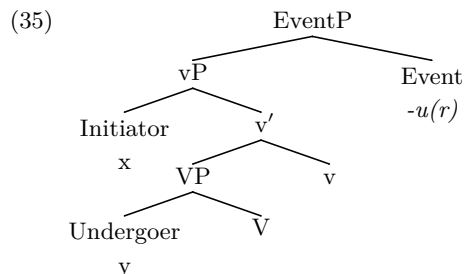 (35) EventP
vP Event
-u(r)
Initiator v′
x
VP v
Undergoer V
v